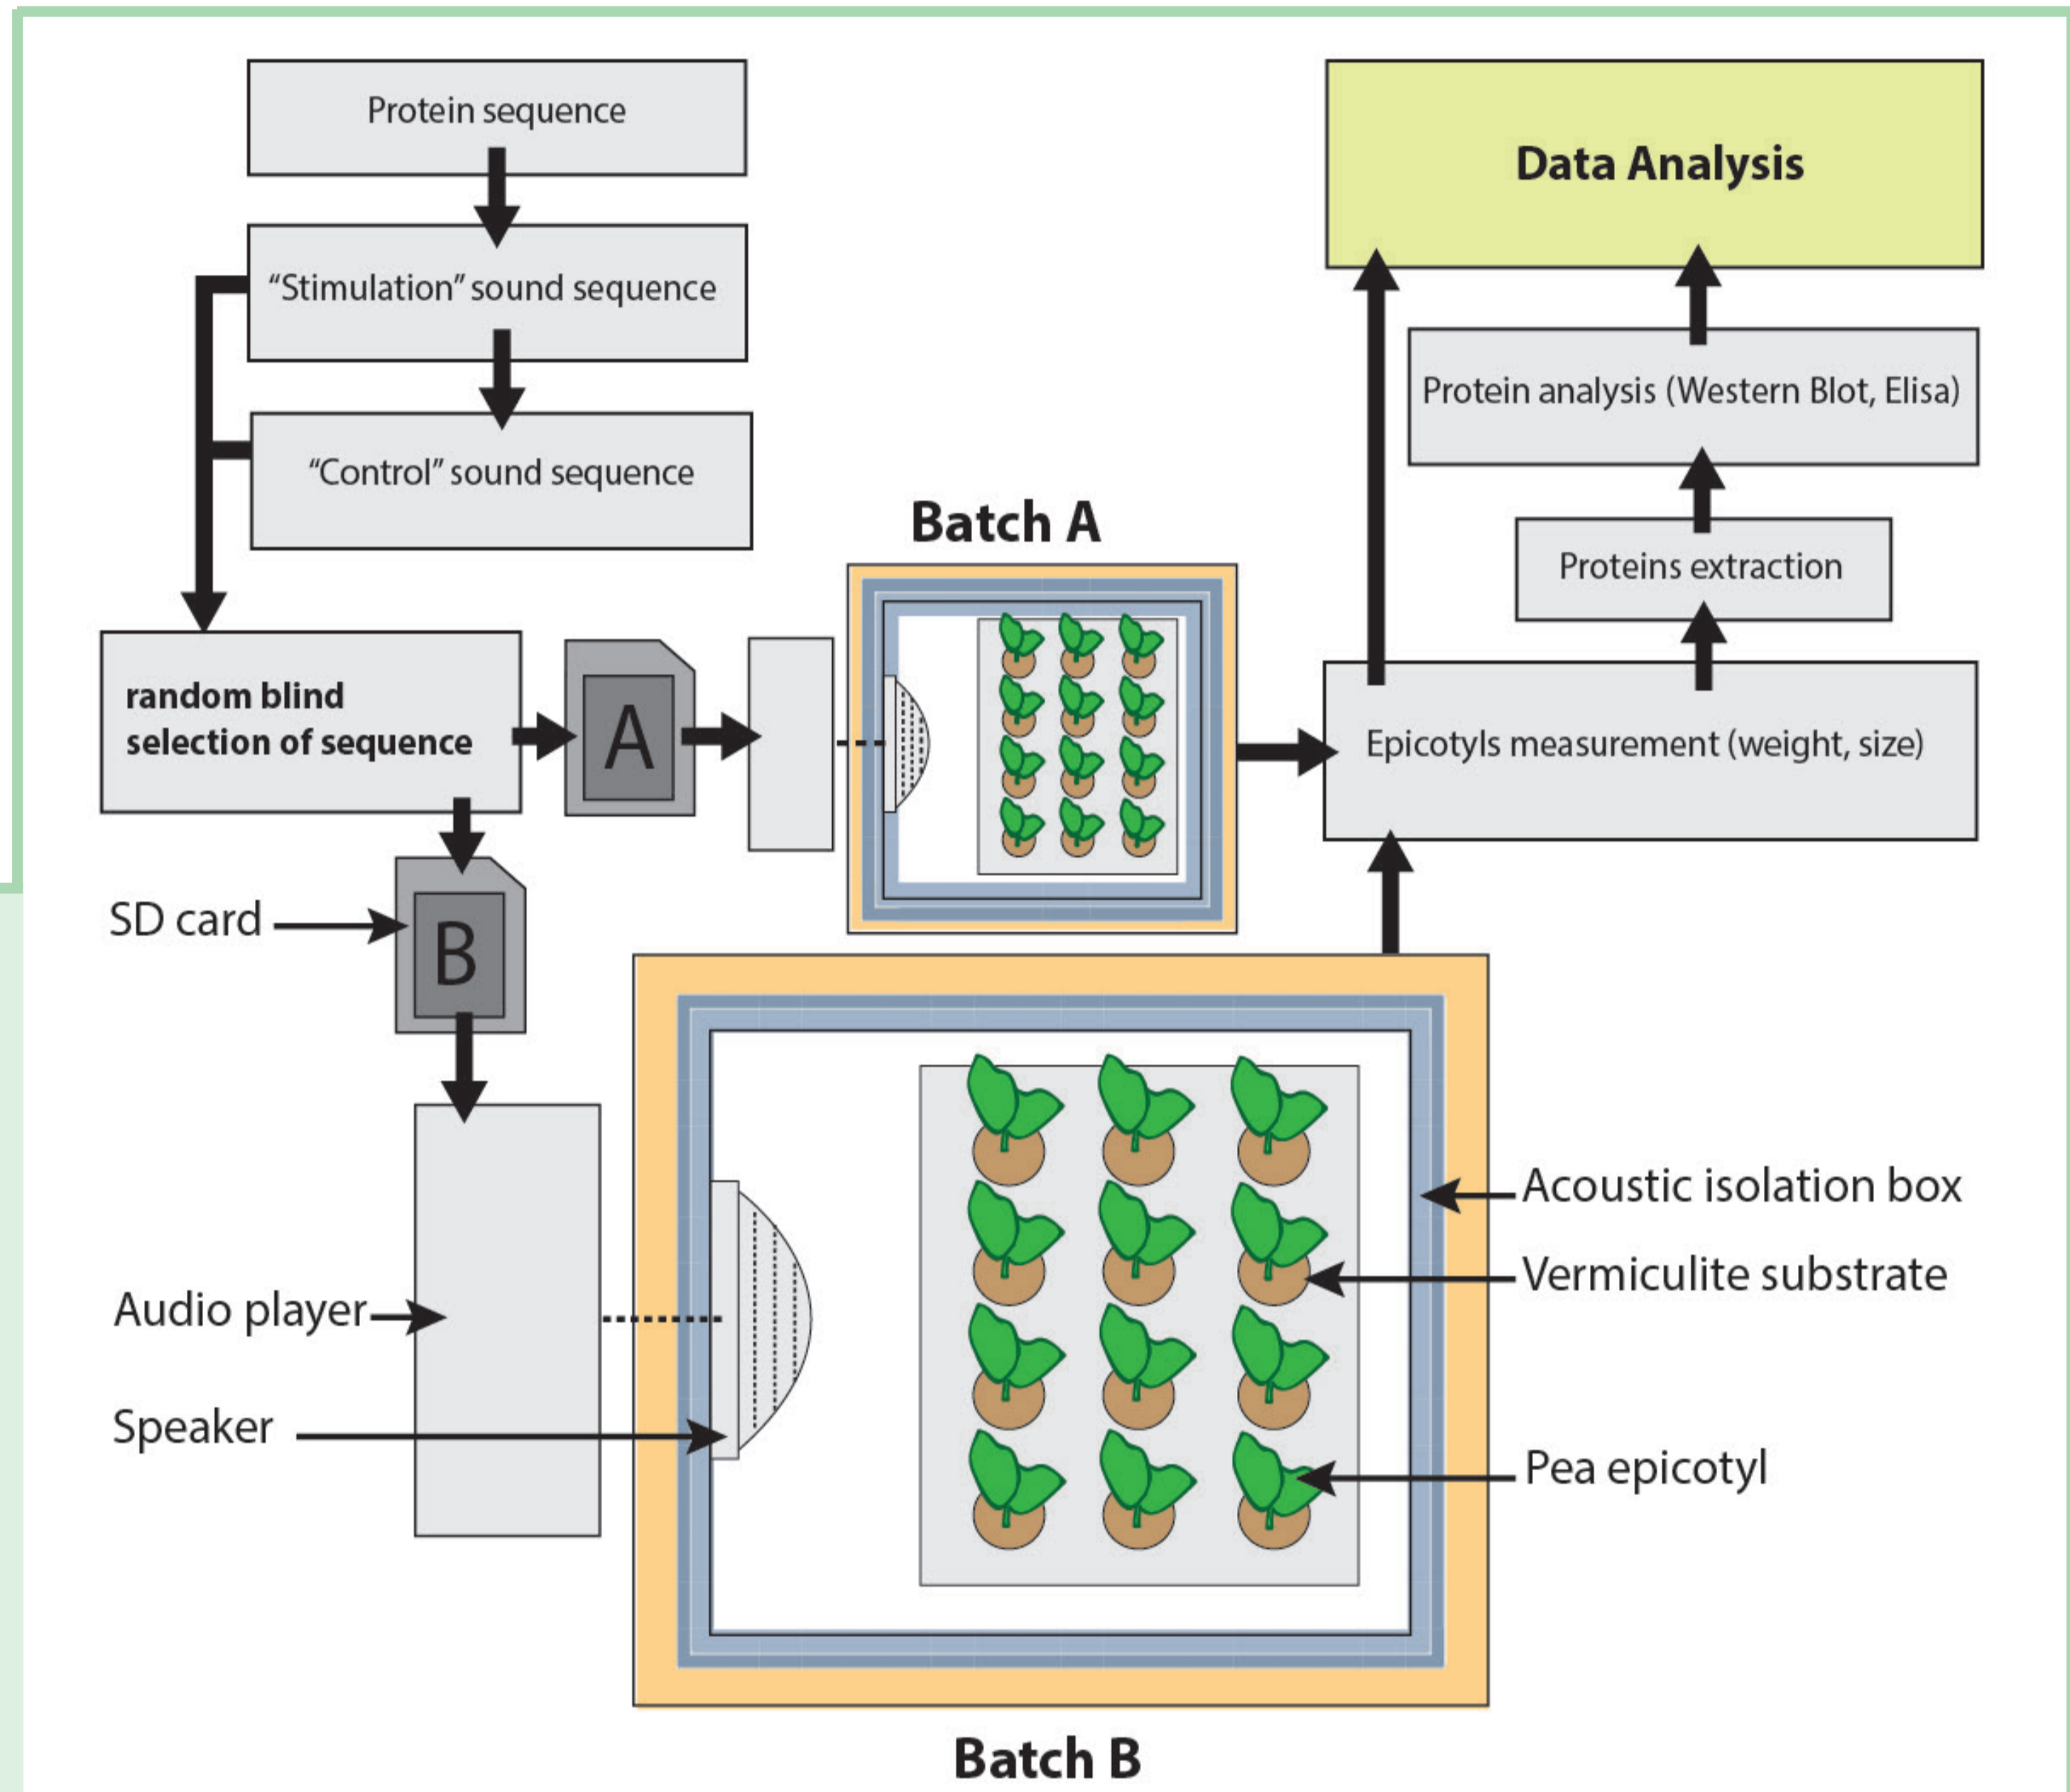 Protein sequence
"Stimulation" sound sequence
"Control" sound sequence
random blind
selection of sequence
A
B
SD card
Audio player
Speaker
Batch A
Batch B
Data Analysis
Protein analysis (Western Blot, Elisa)
Proteins extraction
Epicotyls measurement (weight, size)
Acoustic isolation box
Vermiculite substrate
Pea epicotyl